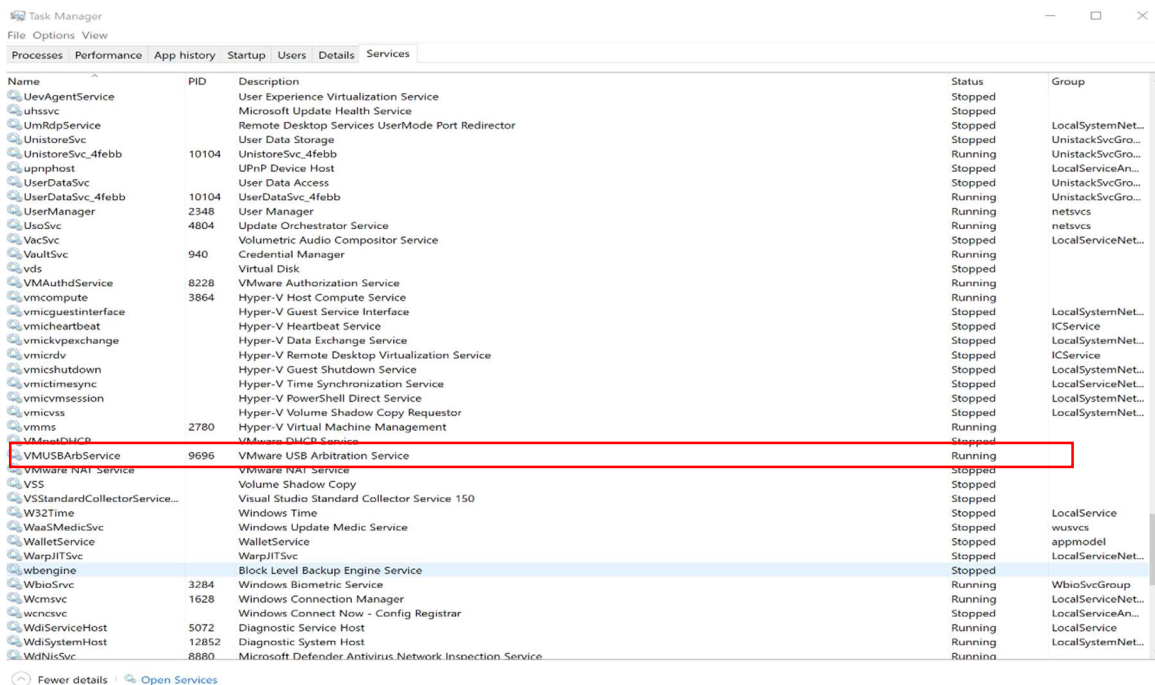 Task Manager
File Options View
Processes Performance App history Startup Users Details Services
Name PID Description Status Group
UevAgentService User Experience Virtualization Service Stopped
uhssvc Microsoft Update Health Service Stopped
UmRdpService Remote Desktop Services UserMode Port Redirector Stopped LocalSystemNet...
UnistoreSvc User Data Storage Stopped UnistackSvcGro...
UnistoreSvc_4febb 10104 UnistoreSvc_4febb Running UnistackSvcGro...
upnphost UPnP Device Host Stopped LocalServiceAn...
UserDataSvc User Data Access Stopped UnistackSvcGro...
UserDataSvc_4febb 10104 UserDataSvc_4febb Running UnistackSvcGro...
UserManager 2348 User Manager Running netsvcs
UsoSvc 4804 Update Orchestrator Service Running netsvcs
VacSvc Volumetric Audio Compositor Service Stopped LocalServiceNet...
VaultSvc 940 Credential Manager Running
vds Virtual Disk Stopped
VMAuthdService 8228 VMware Authorization Service Running
vmcompute 3864 Hyper-V Host Compute Service Running
vmicguestinterface Hyper-V Guest Service Interface Stopped LocalSystemNet...
vmicheartbeat Hyper-V Heartbeat Service Stopped ICService
vmickvpexchange Hyper-V Data Exchange Service Stopped LocalSystemNet...
vmicrdv Hyper-V Remote Desktop Virtualization Service Stopped ICService
vmicshutdown Hyper-V Guest Shutdown Service Stopped LocalSystemNet...
vmictimesync Hyper-V Time Synchronization Service Stopped LocalServiceNet...
vmicvmsession Hyper-V PowerShell Direct Service Stopped LocalSystemNet...
vmicvss Hyper-V Volume Shadow Copy Requestor Stopped LocalSystemNet...
vmms 2780 Hyper-V Virtual Machine Management Running
VMnetDHCP VMware DHCP Service Stopped
VMUSBArbService 9696 VMware USB Arbitration Service Running
VMware NAT Service VMware NAT Service Stopped
VSS Volume Shadow Copy Stopped
VSStandardCollectorService... Visual Studio Standard Collector Service 150 Stopped
W32Time Windows Time Stopped LocalService
WaaSMedicSvc Windows Update Medic Service Stopped wusvcs
WalletService WalletService Stopped appmodel
WarpJITSvc WarpJITSvc Stopped LocalServiceNet...
wbengine Block Level Backup Engine Service Stopped
WbioSrvc 3284 Windows Biometric Service Running WbioSvcGroup
Wcmsvc 1628 Windows Connection Manager Running LocalServiceNet...
wcncsvc Windows Connect Now - Config Registrar Stopped LocalServiceAn...
WdiServiceHost 5072 Diagnostic Service Host Running LocalService
WdiSystemHost 12852 Diagnostic System Host Running LocalSystemNet...
WdNisSvc 8880 Microsoft Defender Antivirus Network Inspection Service Running
Fewer details Open Services